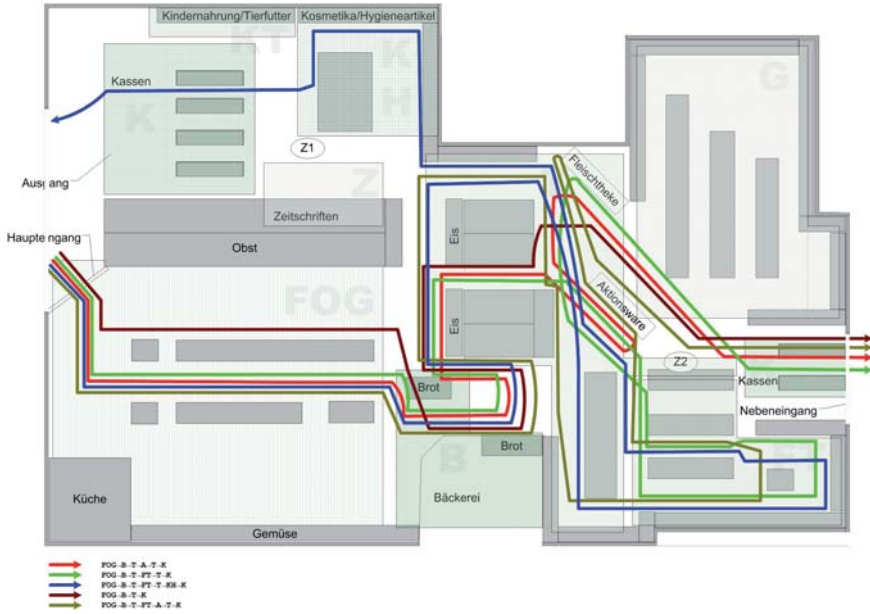 Kindernahrung/Tierfutter
Kosmetika/Hygieneartikel
KT
K
H
G
Kassen
K
Ausgang
Z1
Z
Zeitschriften
Fleischtheke
Haupteingang
Obst
Eis
FOG
Eis
Aktionsware
Z2
Brot
Kassen
Nebeneingang
Brot
B
FT
Küche
Bäckerei
Gemüse
FOG-B-T-A-T-K
FOG-B-T-FT-T-K
FOG-B-T-FT-T-KH-K
FOG-B-T-K
FOG-B-T-FT-A-T-K